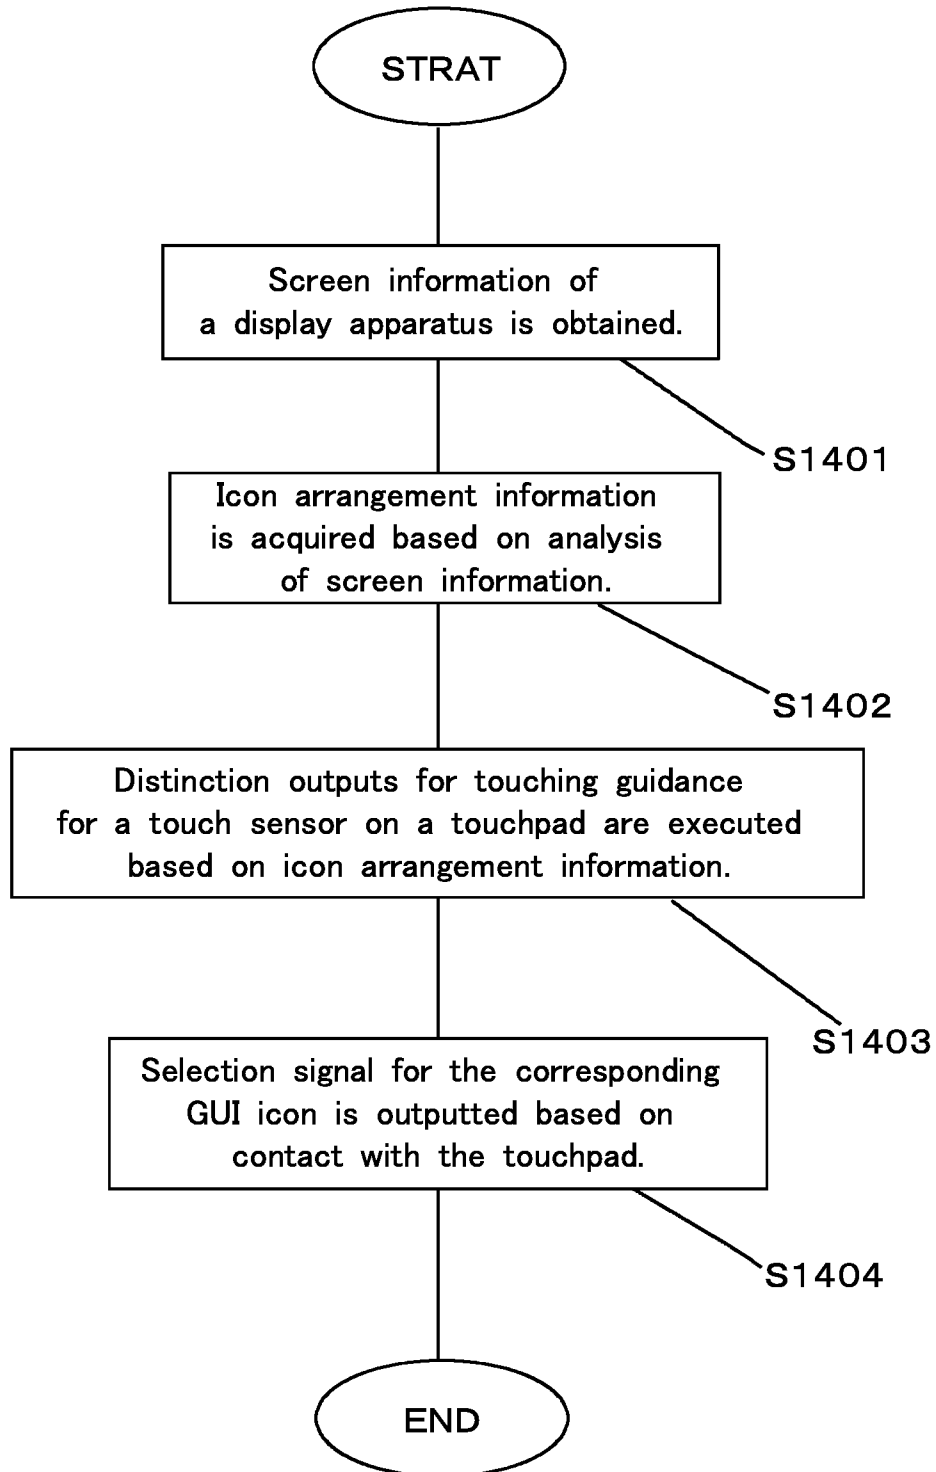 STRAT
Screen information of
a display apparatus is obtained.
S1401
Icon arrangement information
is acquired based on analysis
of screen information.
S1402
Distinction outputs for touching guidance
for a touch sensor on a touchpad are executed
based on icon arrangement information.
S1403
Selection signal for the corresponding
GUI icon is outputted based on
contact with the touchpad.
S1404
END